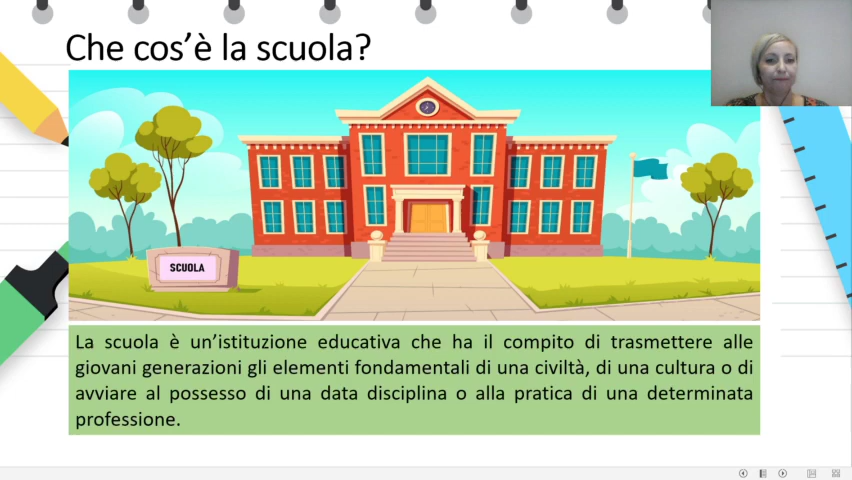 Che cos’è la scuola?
SCUOLA
La scuola è un’istituzione educativa che ha il compito di trasmettere alle
giovani generazioni gli elementi fondamentali di una civiltà, di una cultura o di
avviare al possesso di una data disciplina o alla pratica di una determinata
professione.